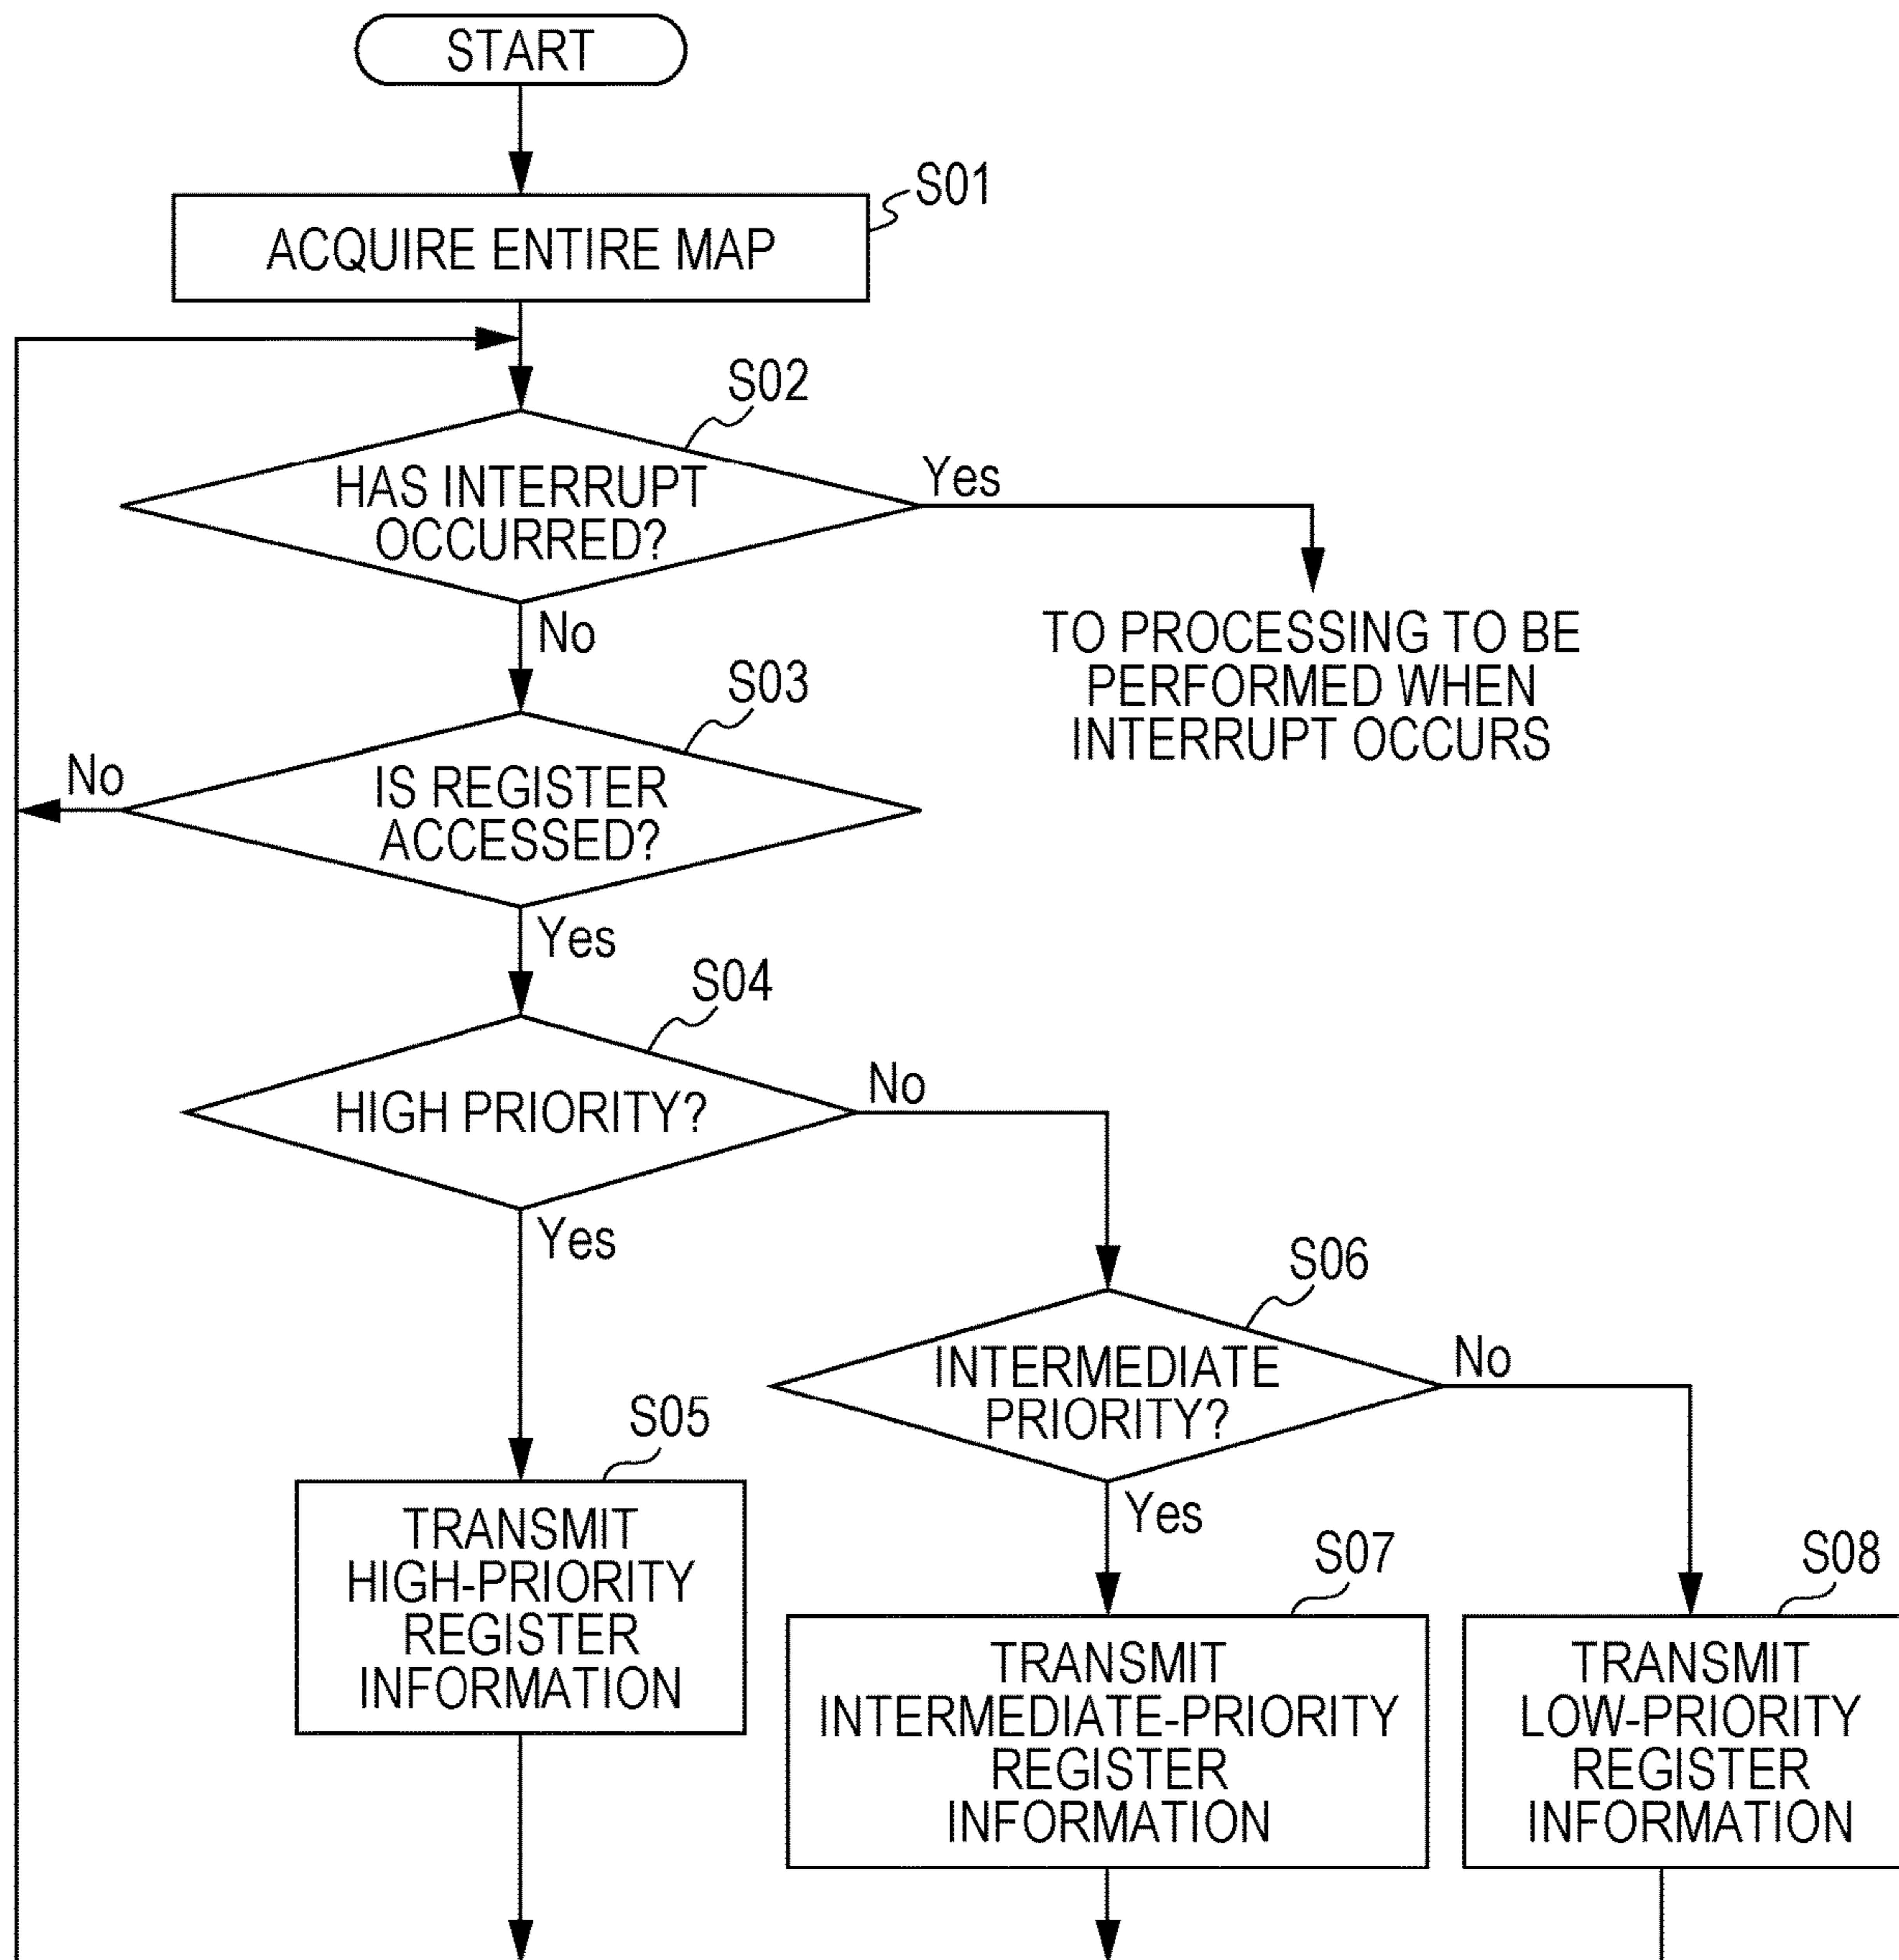 START
S01
ACQUIRE ENTIRE MAP
S02
HAS INTERRUPT
OCCURRED?
Yes
No
TO PROCESSING TO BE
PERFORMED WHEN
INTERRUPT OCCURS
S03
No
IS REGISTER
ACCESSED?
Yes
S04
HIGH PRIORITY?
No
Yes
S06
INTERMEDIATE
PRIORITY?
No
Yes
S05
TRANSMIT
HIGH-PRIORITY
REGISTER
INFORMATION
S07
TRANSMIT
INTERMEDIATE-PRIORITY
REGISTER
INFORMATION
S08
TRANSMIT
LOW-PRIORITY
REGISTER
INFORMATION